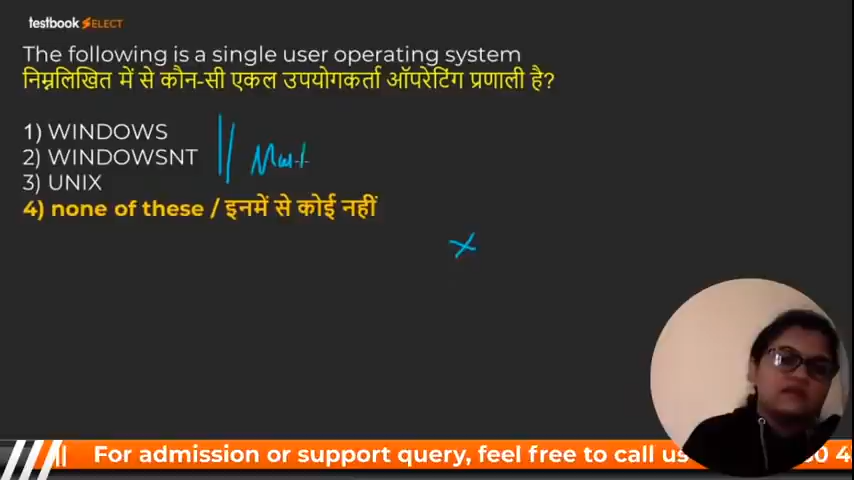 testbook SELECT
The following is a single user operating system
निम्नलिखित में से कौन-सी एकल उपयोगकर्ता ऑपरेटिंग प्रणाली है?
1) WINDOWS
2) WINDOWSNT
3) UNIX
4) none of these / इनमें से कोई नहीं
For admission or support query, feel free to call us